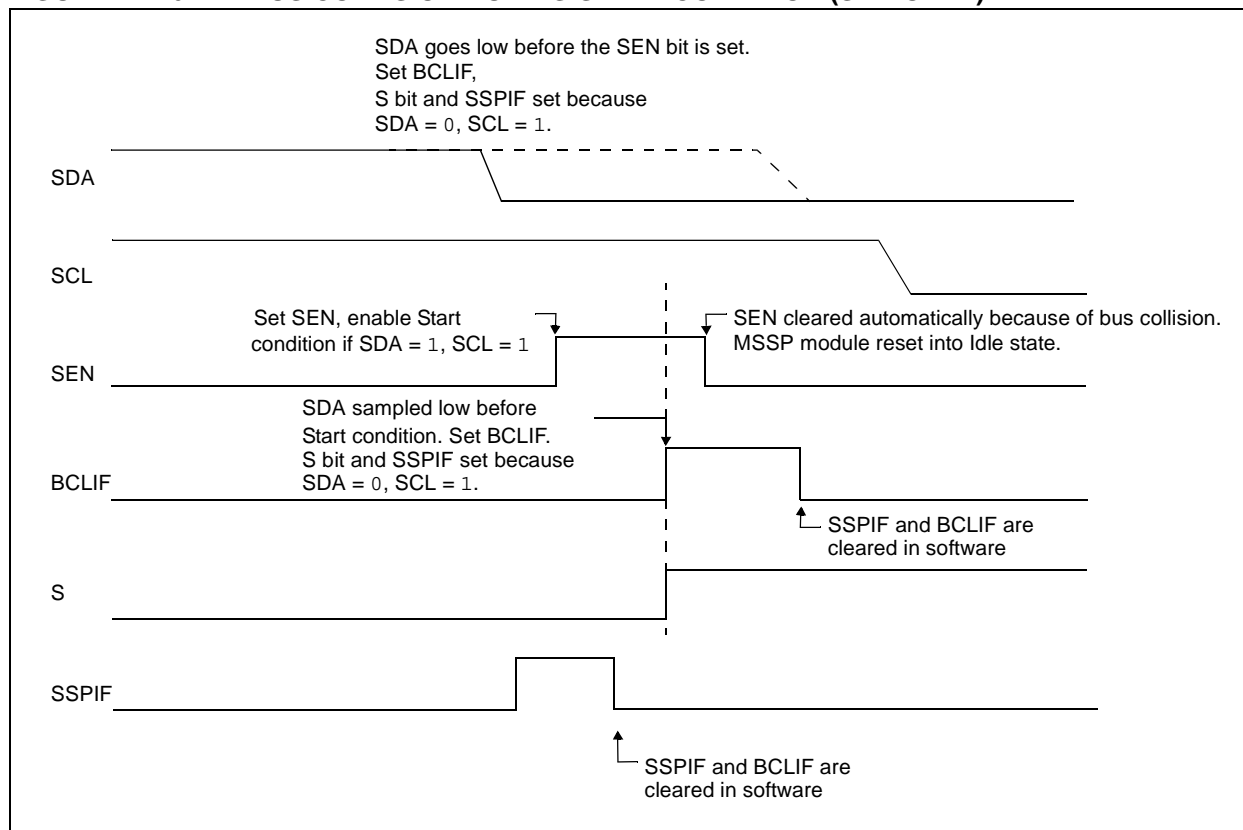 SDA goes low before the SEN bit is set.
Set BCLIF,
S bit and SSPIF set because
SDA = 0, SCL = 1.
SDA
SCL
Set SEN, enable Start
condition if SDA = 1, SCL = 1
SEN cleared automatically because of bus collision.
MSSP module reset into Idle state.
SEN
SDA sampled low before
Start condition. Set BCLIF.
S bit and SSPIF set because
SDA = 0, SCL = 1.
BCLIF
SSPIF and BCLIF are
cleared in software
S
SSPIF
SSPIF and BCLIF are
cleared in software